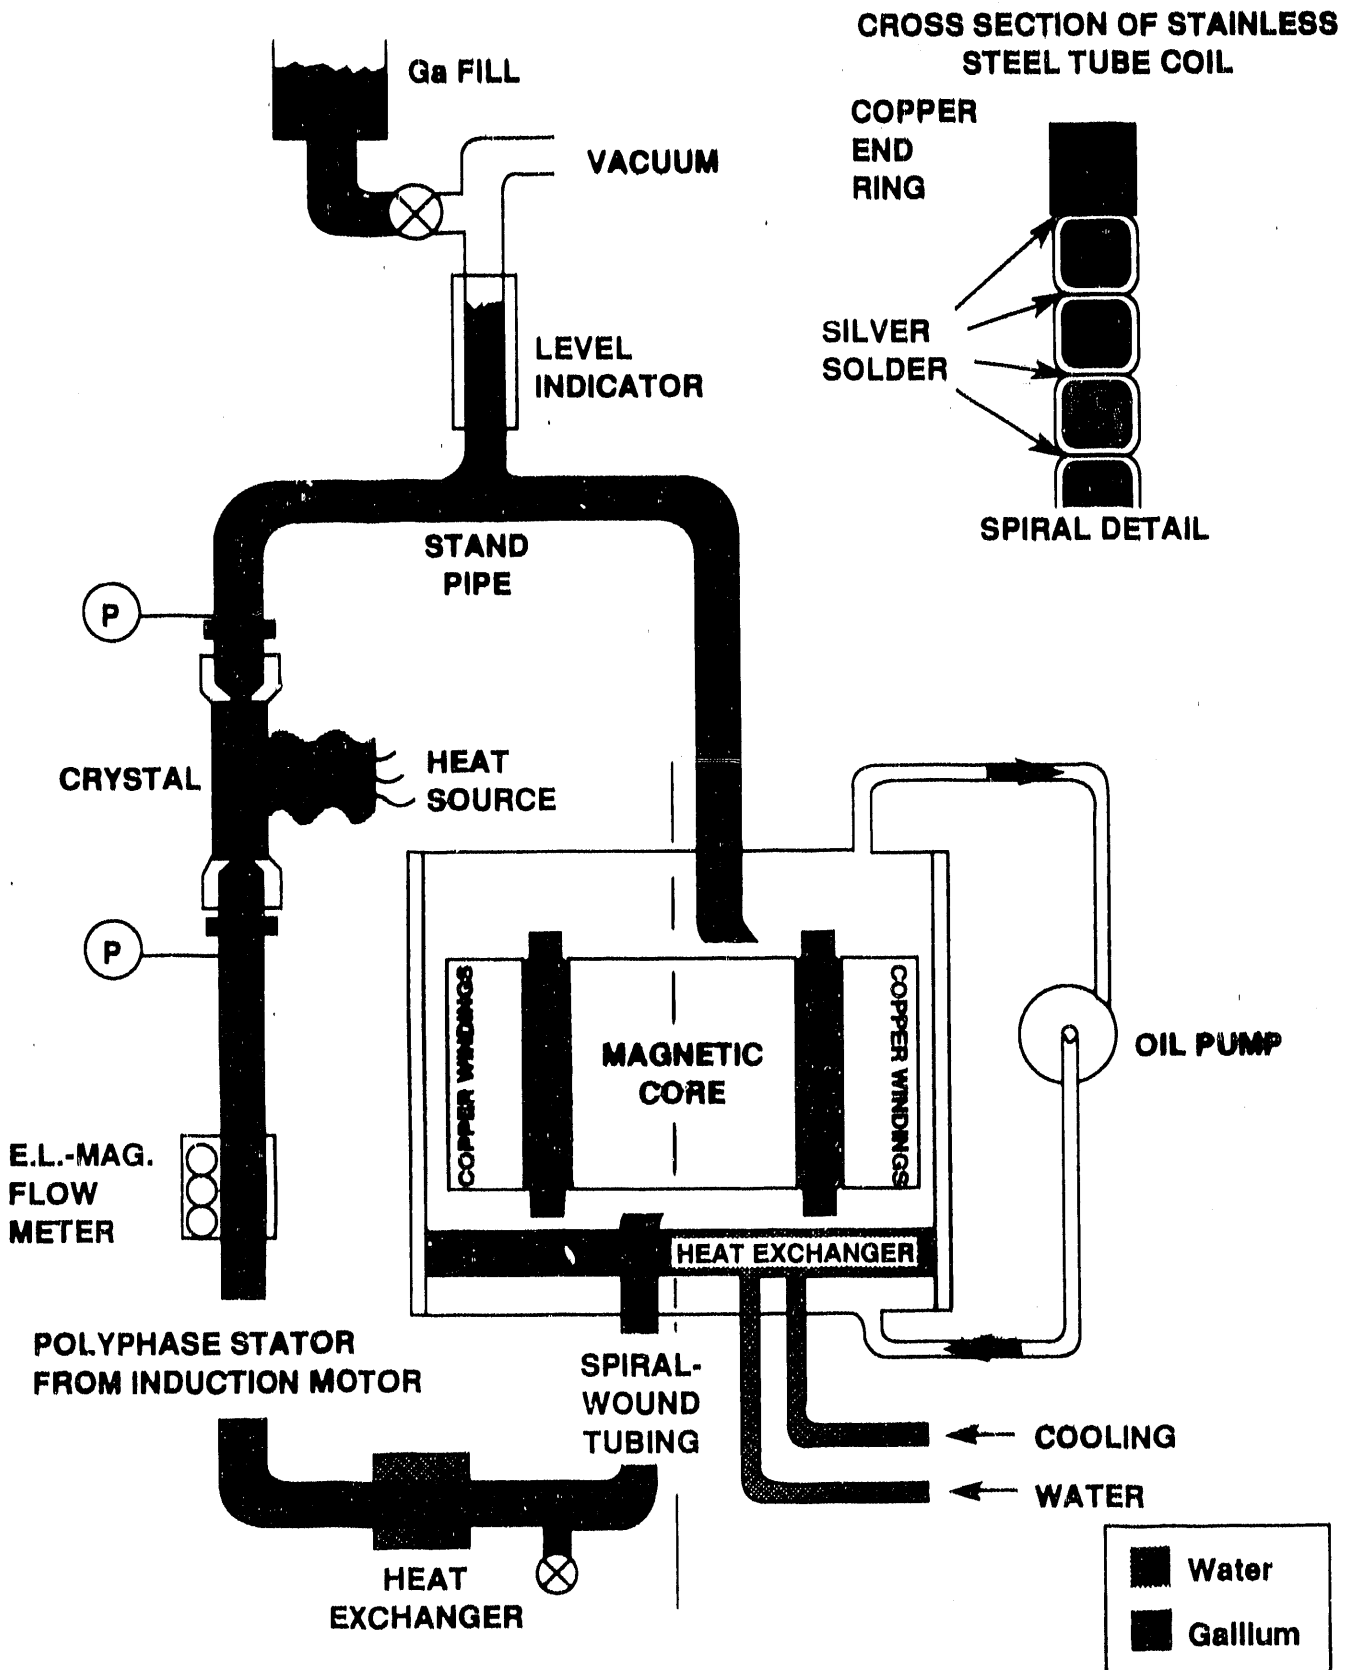 CROSS SECTION OF STAINLESS
STEEL TUBE COIL
Ga FILL
COPPER
END
RING
VACUUM
SILVER
SOLDER
LEVEL
INDICATOR
SPIRAL DETAIL
STAND
PIPE
P
CRYSTAL
HEAT
SOURCE
P
COPPER WINDINGS
MAGNETIC
CORE
COPPER WINDINGS
OIL PUMP
E.L.-MAG.
FLOW
METER
HEAT EXCHANGER
POLYPHASE STATOR
FROM INDUCTION MOTOR
SPIRAL-
WOUND
TUBING
COOLING
WATER
HEAT
EXCHANGER
Water
Gallium